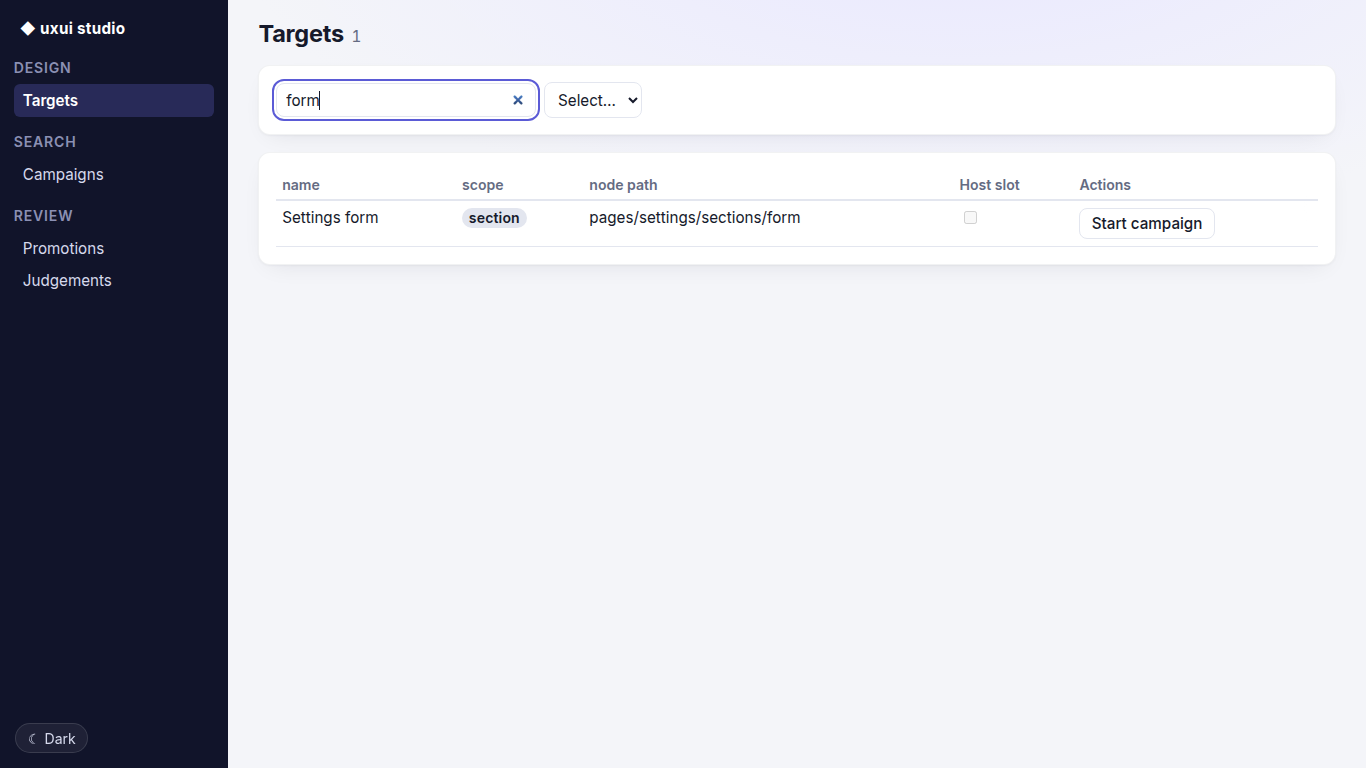 ◆ uxui studio
DESIGN
Targets
SEARCH
Campaigns
REVIEW
Promotions
Judgements
☾ Dark
Targets 1
form × Select...
name scope node path Host slot Actions
Settings form section pages/settings/sections/form Start campaign